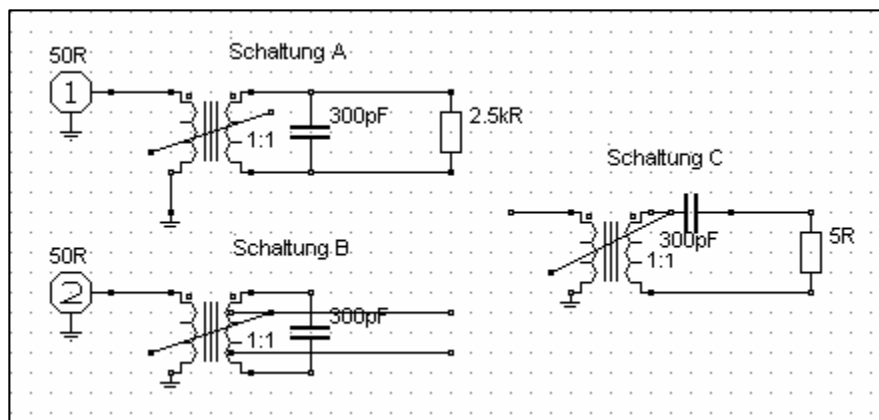 50R
Schaltung A
1
300pF
2.5kR
1:1
Schaltung C
300pF
5R
1:1
50R
Schaltung B
2
300pF
1:1